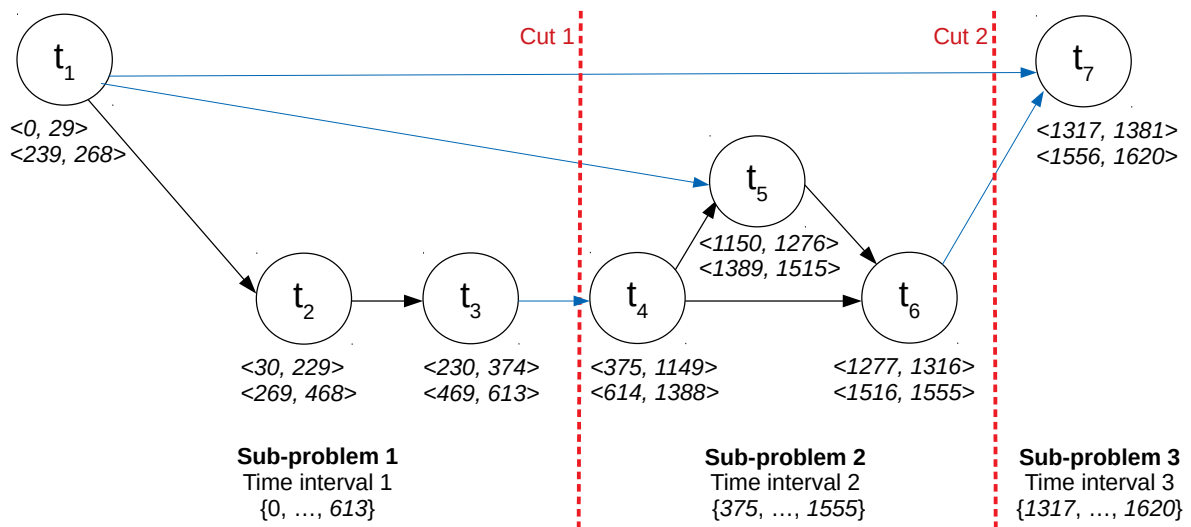 Cut 1
Cut 2
t1
t7
<0, 29>
<239, 268>
<1317, 1381>
<1556, 1620>
t5
<1150, 1276>
<1389, 1515>
t2
t3
t4
t6
<30, 229>
<269, 468>
<230, 374>
<469, 613>
<375, 1149>
<614, 1388>
<1277, 1316>
<1516, 1555>
Sub-problem 1
Time interval 1
{0, ..., 613}
Sub-problem 2
Time interval 2
{375, ..., 1555}
Sub-problem 3
Time interval 3
{1317, ..., 1620}